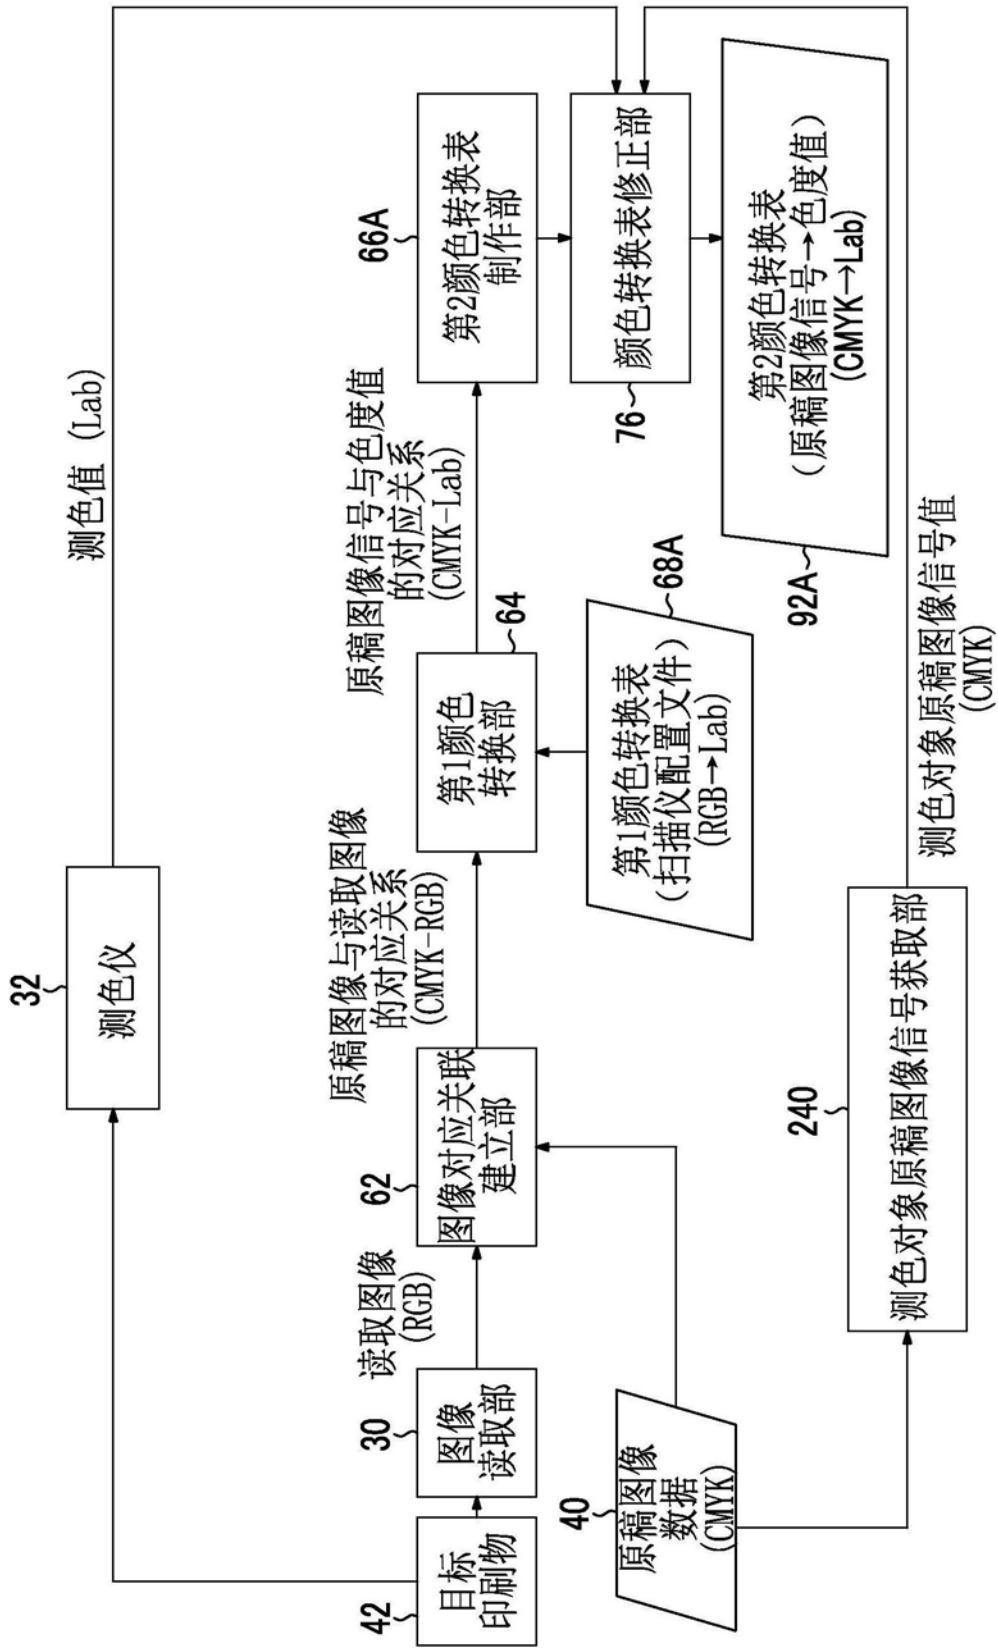 32
测色仪
测色值 (Lab)
42
目标
印刷物
30
图像
读取部
读取图像
(RGB)
62
图像对应关联
建立部
原稿图像与读取图像
的对应关系
(CMYK-RGB)
第1颜色
转换部
64
原稿图像信号与色度值
的对应关系
(CMYK-Lab)
66A
第2颜色转换表
制作部
颜色转换表修正部
76
40
原稿图像
数据
(CMYK)
第1颜色转换表
(扫描仪配置文件)
(RGB→Lab)
68A
第2颜色转换表
(原稿图像信号→色度值)
(CMYK→Lab)
92A
240
测色对象原稿图像信号获取部
测色对象原稿图像信号值
(CMYK)